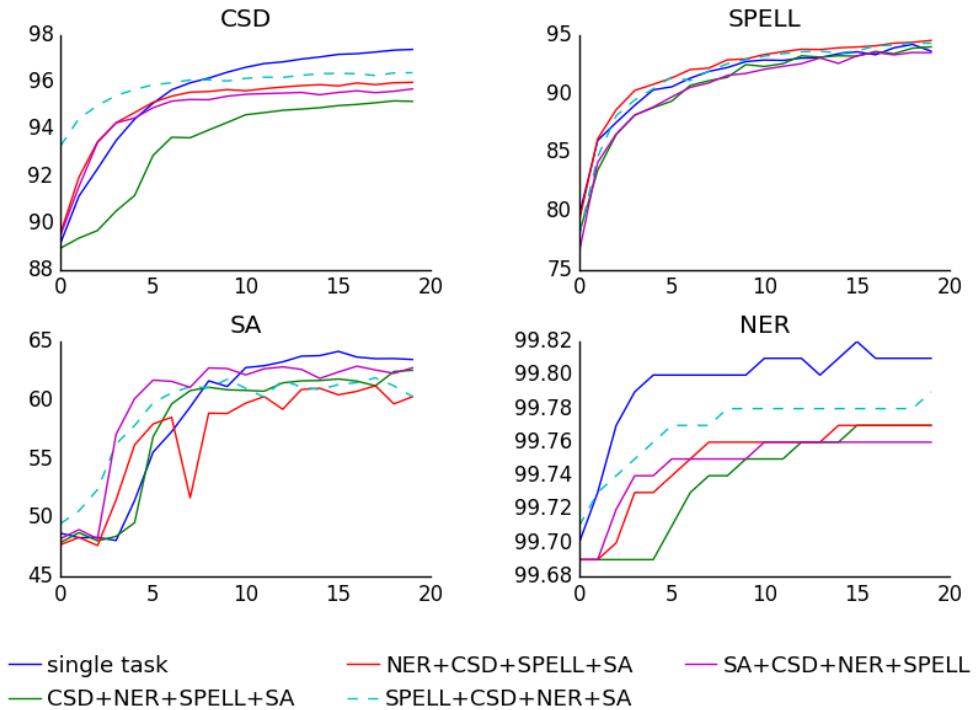 CSD
98
96
94
92
90
88
0 5 10 15 20
SPELL
95
90
85
80
75
0 5 10 15 20
SA
65
60
55
50
45
0 5 10 15 20
NER
99.82
99.80
99.78
99.76
99.74
99.72
99.70
99.68
0 5 10 15 20
single task
NER+CSD+SPELL+SA
SA+CSD+NER+SPELL
CSD+NER+SPELL+SA
SPELL+CSD+NER+SA